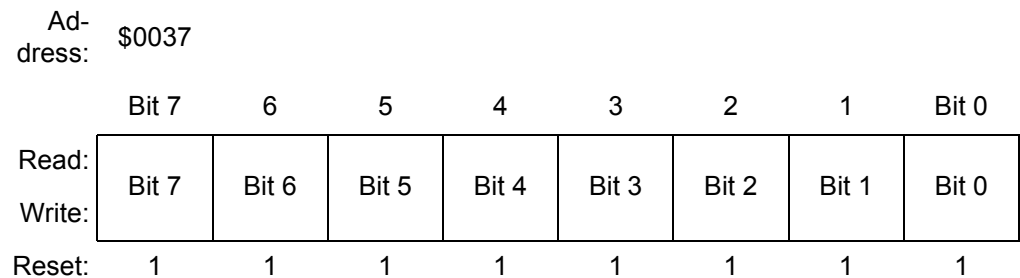 Ad-
dress: $0037
Bit 7 6 5 4 3 2 1 Bit 0
Read:
Bit 7 Bit 6 Bit 5 Bit 4 Bit 3 Bit 2 Bit 1 Bit 0
Write:
Reset: 1 1 1 1 1 1 1 1